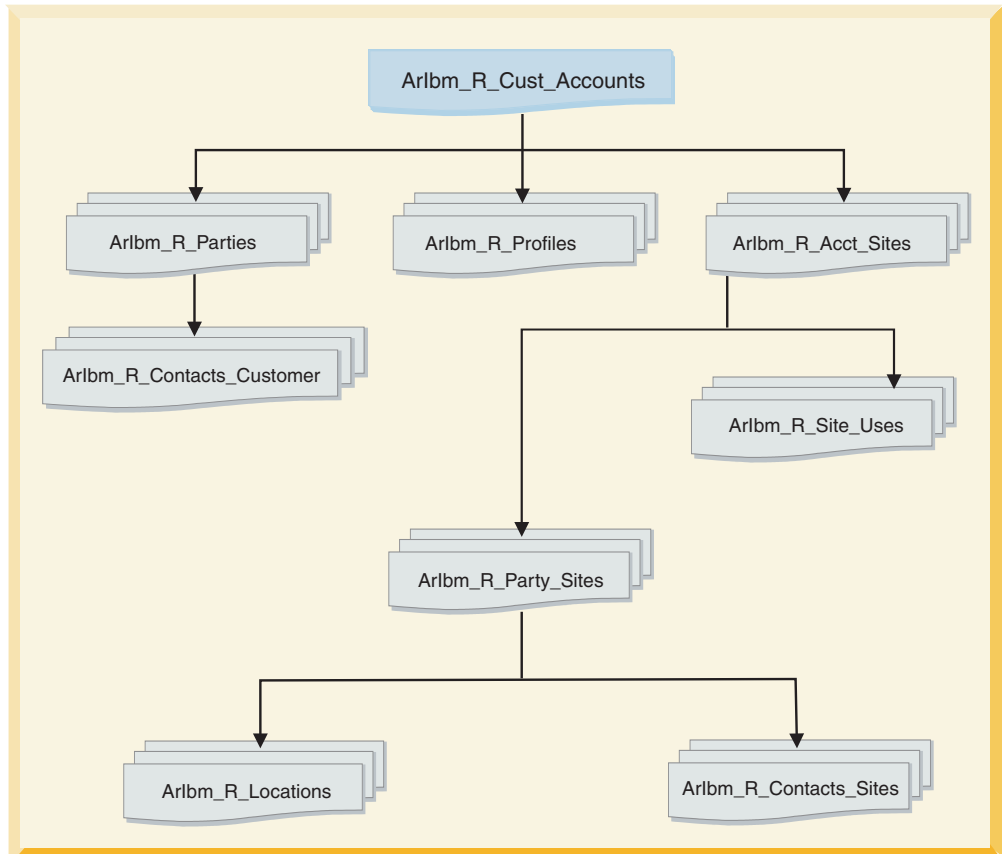 ArIbm_R_Cust_Accounts
ArIbm_R_Parties
ArIbm_R_Profiles
ArIbm_R_Acct_Sites
ArIbm_R_Contacts_Customer
ArIbm_R_Site_Uses
ArIbm_R_Party_Sites
ArIbm_R_Locations
ArIbm_R_Contacts_Sites